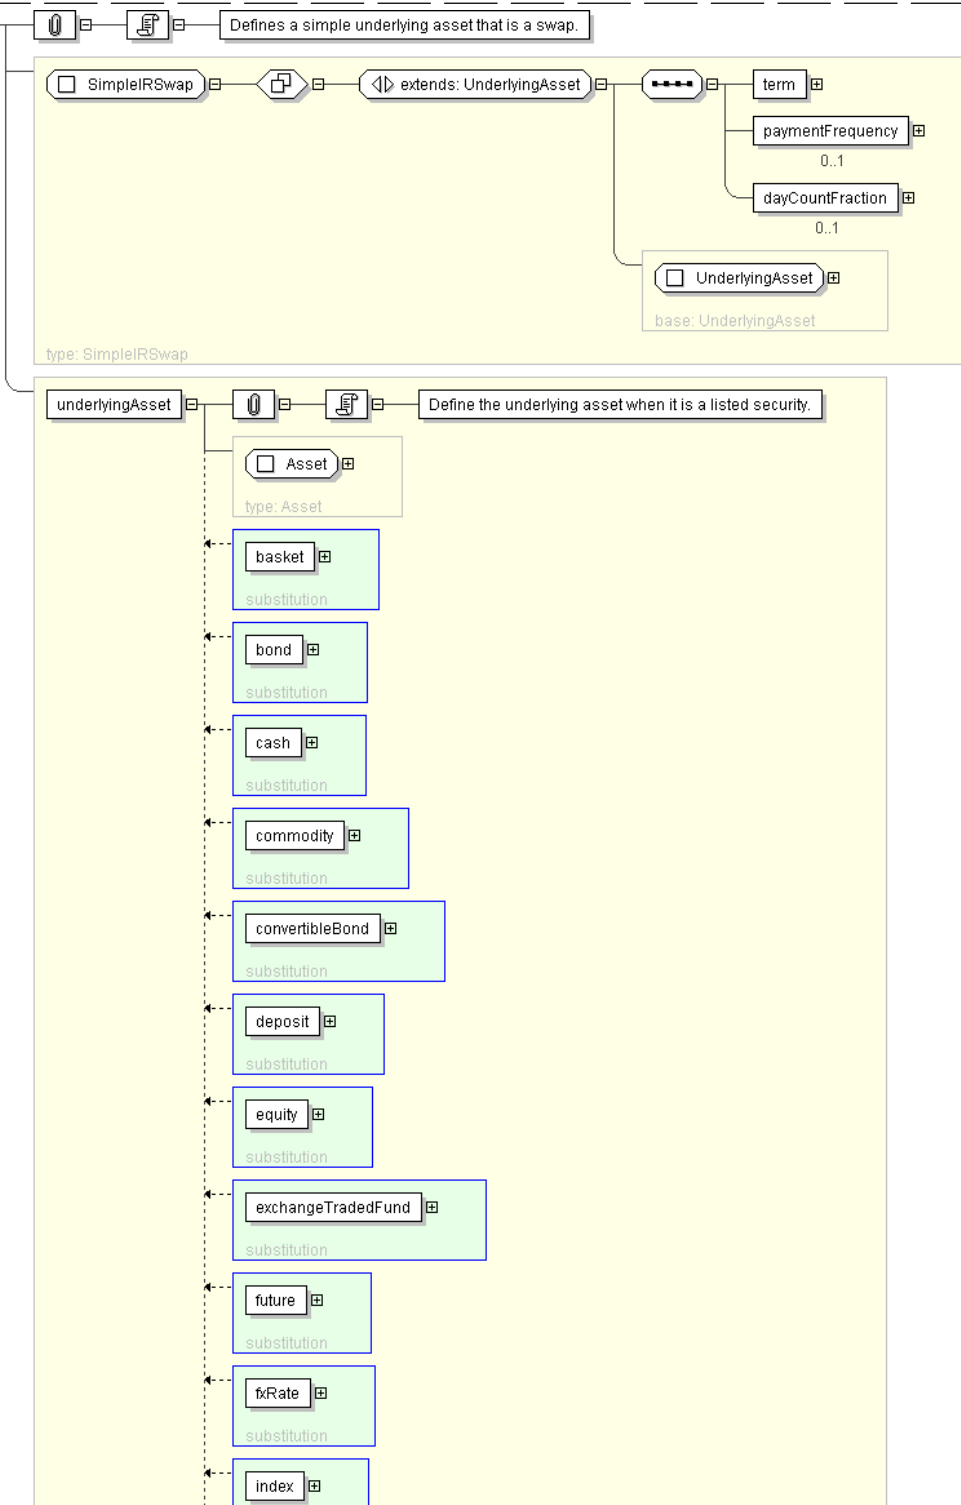 Defines a simple underlying asset that is a swap.
SimpleIRSwap
extends: UnderlyingAsset
term
paymentFrequency
0..1
dayCountFraction
0..1
UnderlyingAsset
base: UnderlyingAsset
type: SimpleIRSwap
underlyingAsset
Define the underlying asset when it is a listed security.
Asset
type: Asset
basket
substitution
bond
substitution
cash
substitution
commodity
substitution
convertibleBond
substitution
deposit
substitution
equity
substitution
exchangeTradedFund
substitution
future
substitution
fxRate
substitution
index